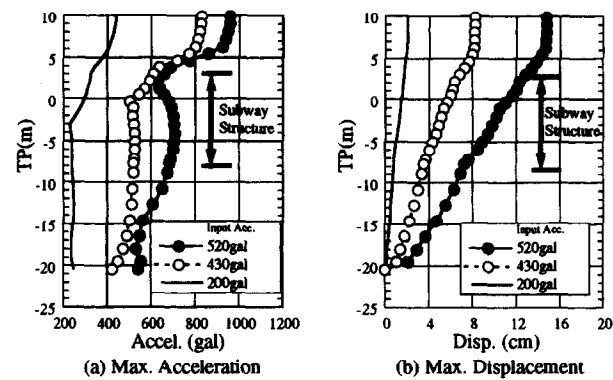 10
5
0
-5
-10
-15
-20
-25
TP(m)
Subway
Structure
Input Acc.
520gal
430gal
200gal
200 400 600 800 1000 1200
Accel. (gal)
(a) Max. Acceleration
10
5
0
-5
-10
-15
-20
-25
TP(m)
Subway
Structure
Input Acc.
520gal
430gal
200gal
0 4 8 12 16 20
Disp. (cm)
(b) Max. Displacement